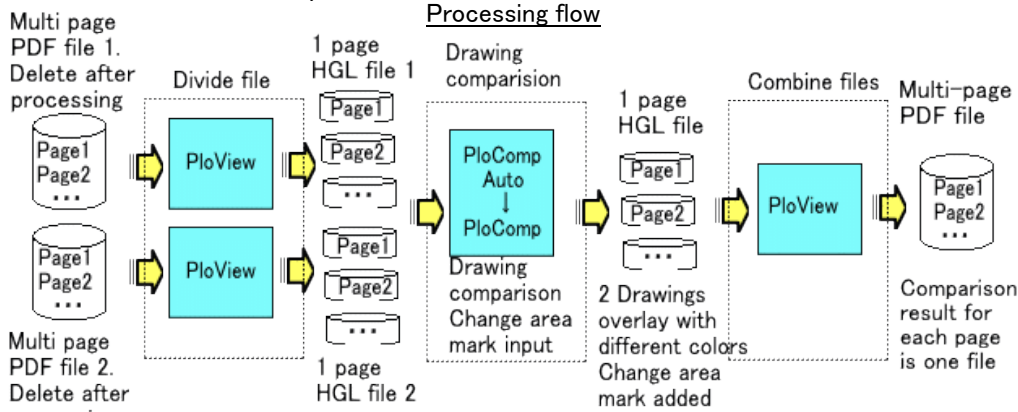 Processing flow
Multi page
PDF file 1.
Delete after
processing
Page1
Page2
...
Page1
Page2
...
Multi page
PDF file 2.
Delete after
Divide file
PloView
PloView
1 page
HGL file 1
Page1
Page2
...
Page1
Page2
...
1 page
HGL file 2
Drawing
comparision
PloComp
Auto
↓
PloComp
Drawing
comparison
Change area
mark input
1 page
HGL file
Page1
Page2
...
2 Drawings
overlay with
different colors
Change area
mark added
Combine files
PloView
Multi-page
PDF file
Page1
Page2
...
Comparison
result for
each page
is one file